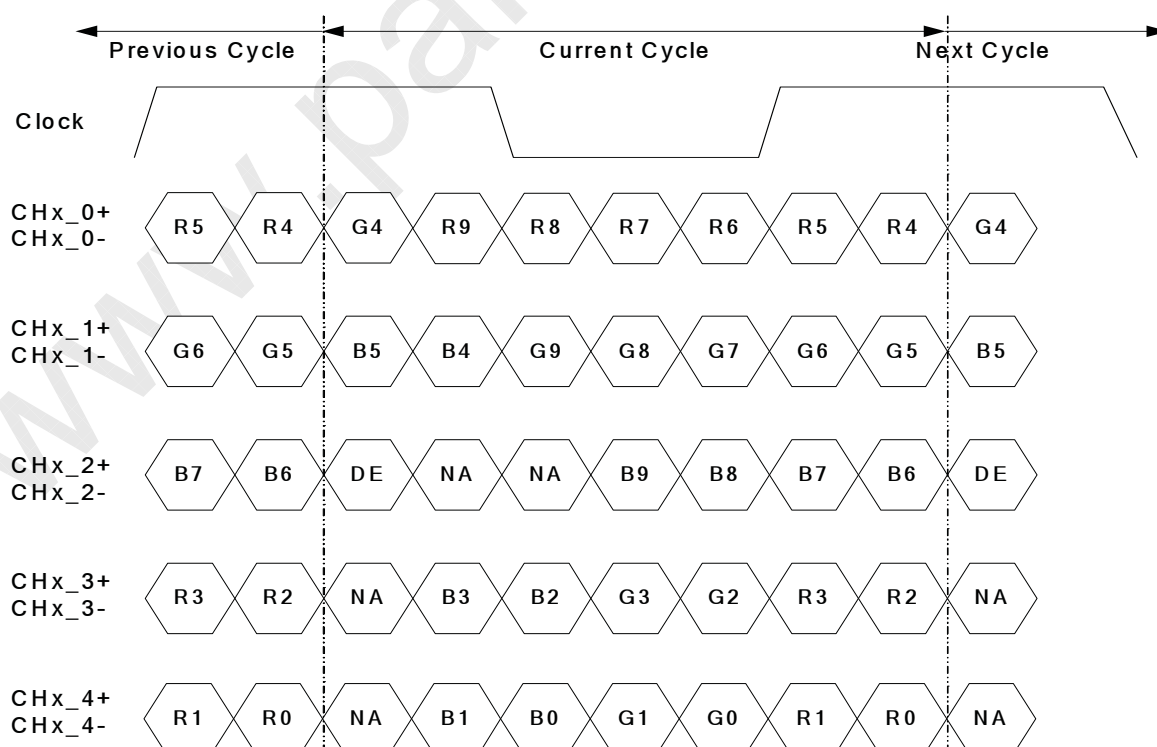 Previous Cycle Current Cycle Next Cycle
Clock
CHx_0+
CHx_0-
R5 R4 G4 R9 R8 R7 R6 R5 R4 G4
CHx_1+
CHx_1-
G6 G5 B5 B4 G9 G8 G7 G6 G5 B5
CHx_2+
CHx_2-
B7 B6 DE NA NA B9 B8 B7 B6 DE
CHx_3+
CHx_3-
R3 R2 NA B3 B2 G3 G2 R3 R2 NA
CHx_4+
CHx_4-
R1 R0 NA B1 B0 G1 G0 R1 R0 NA
www.pa